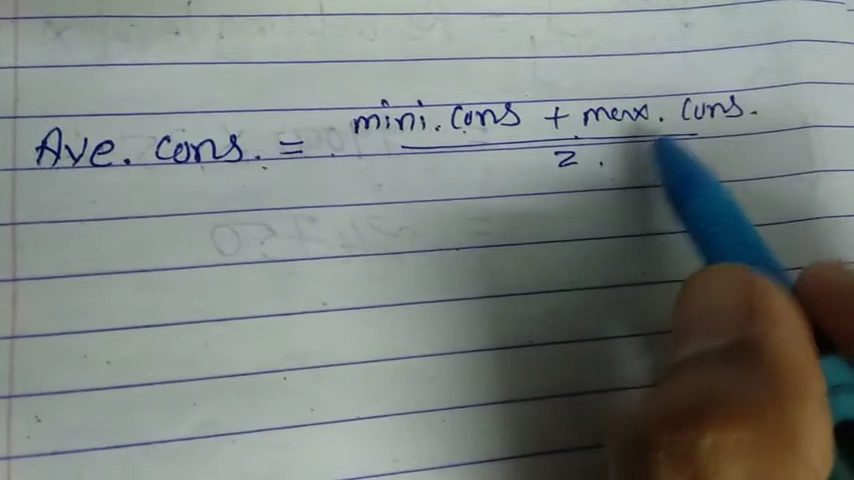 Ave. Cons. = mini. Cons + max. Cons.
2.